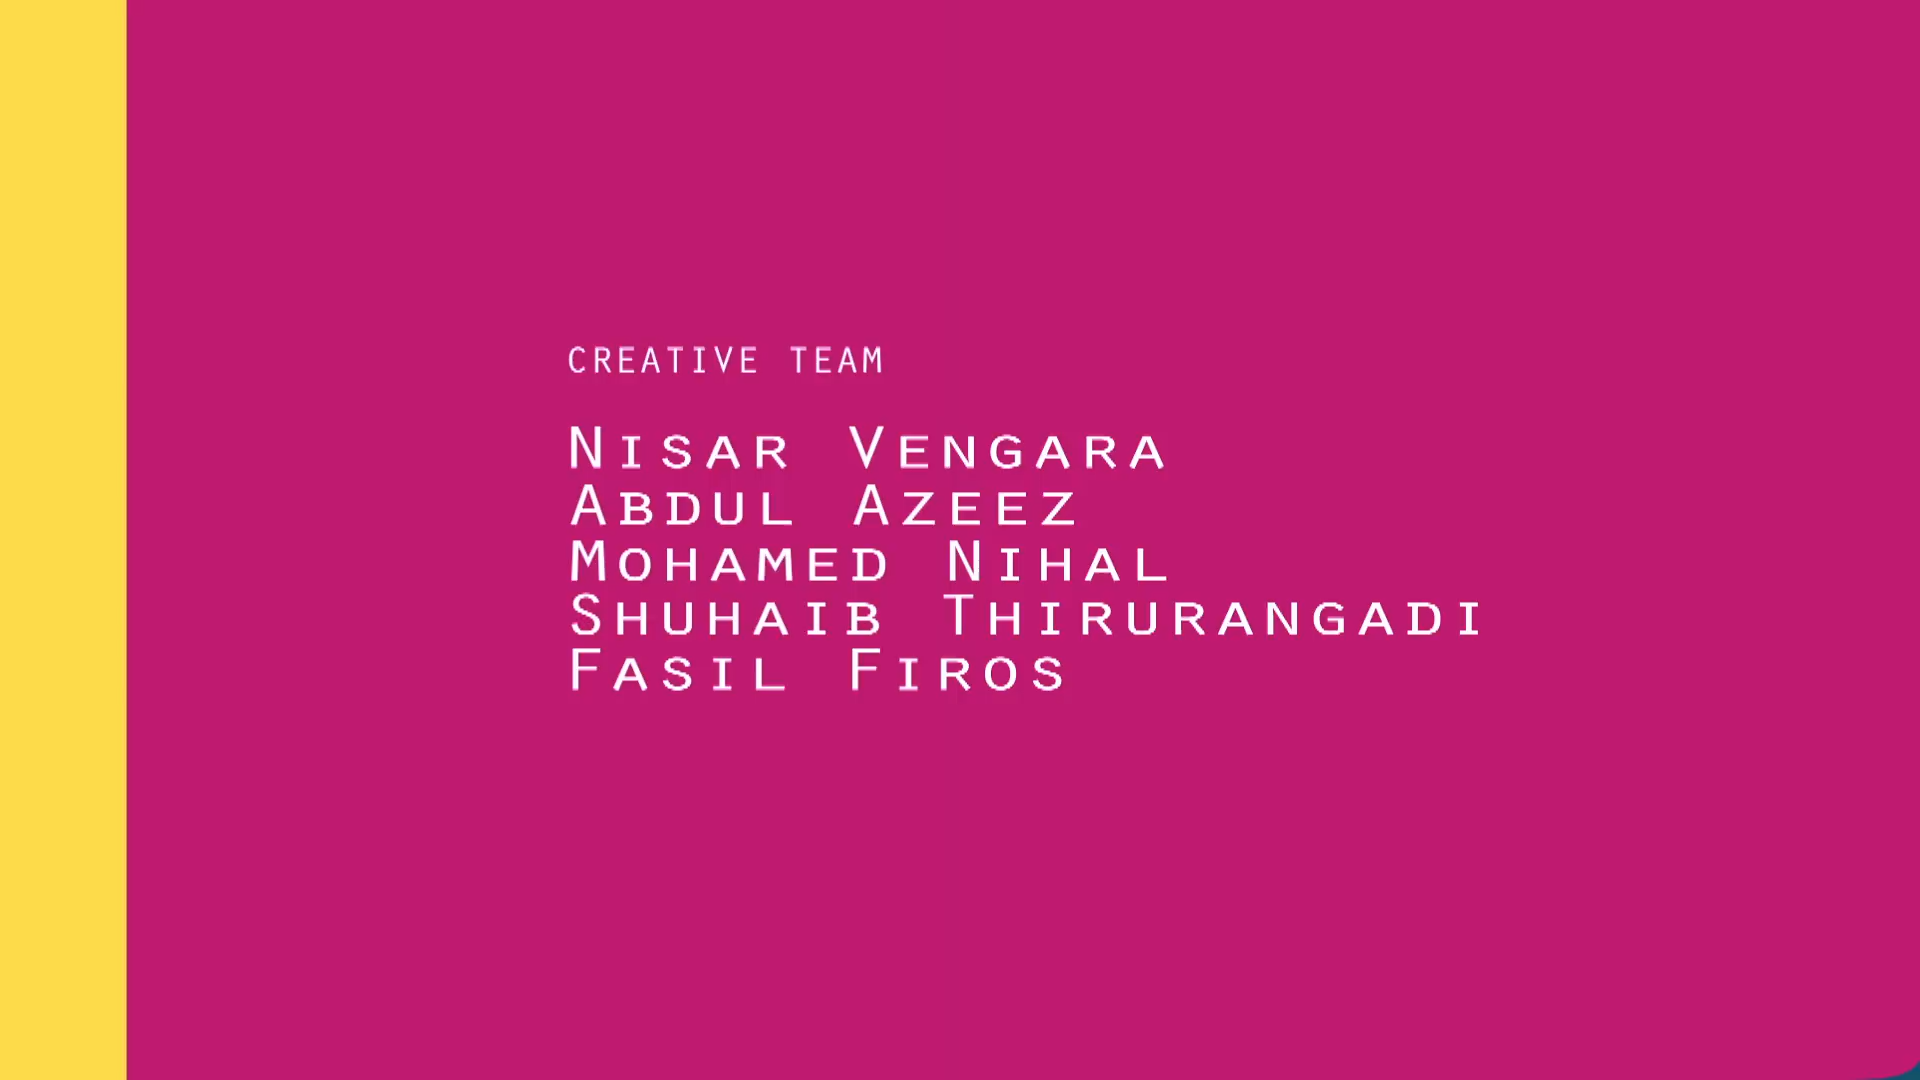 CREATIVE TEAM
Nisar Vengara
Abdul Azeez
Mohamed Nihal
Shuhaib Thirurangadi
Fasil Firos